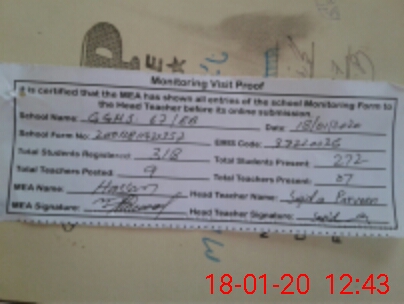 Monitoring Visit Proof
It is certified that the MEA has shown all entries of the school Monitoring Form to
the Head Teacher before its online submission.
School Name: GGHS 62/EB Date: 18/01/2020
School Form No: EMIS Code:
Total Students Registered: 318 Total Students Present: 272
Total Teachers Posted: 9 Total Teachers Present: 07
MEA Name: Head Teacher Name: Sajida Parveen
MEA Signature: Head Teacher Signature:
18-01-20 12:43